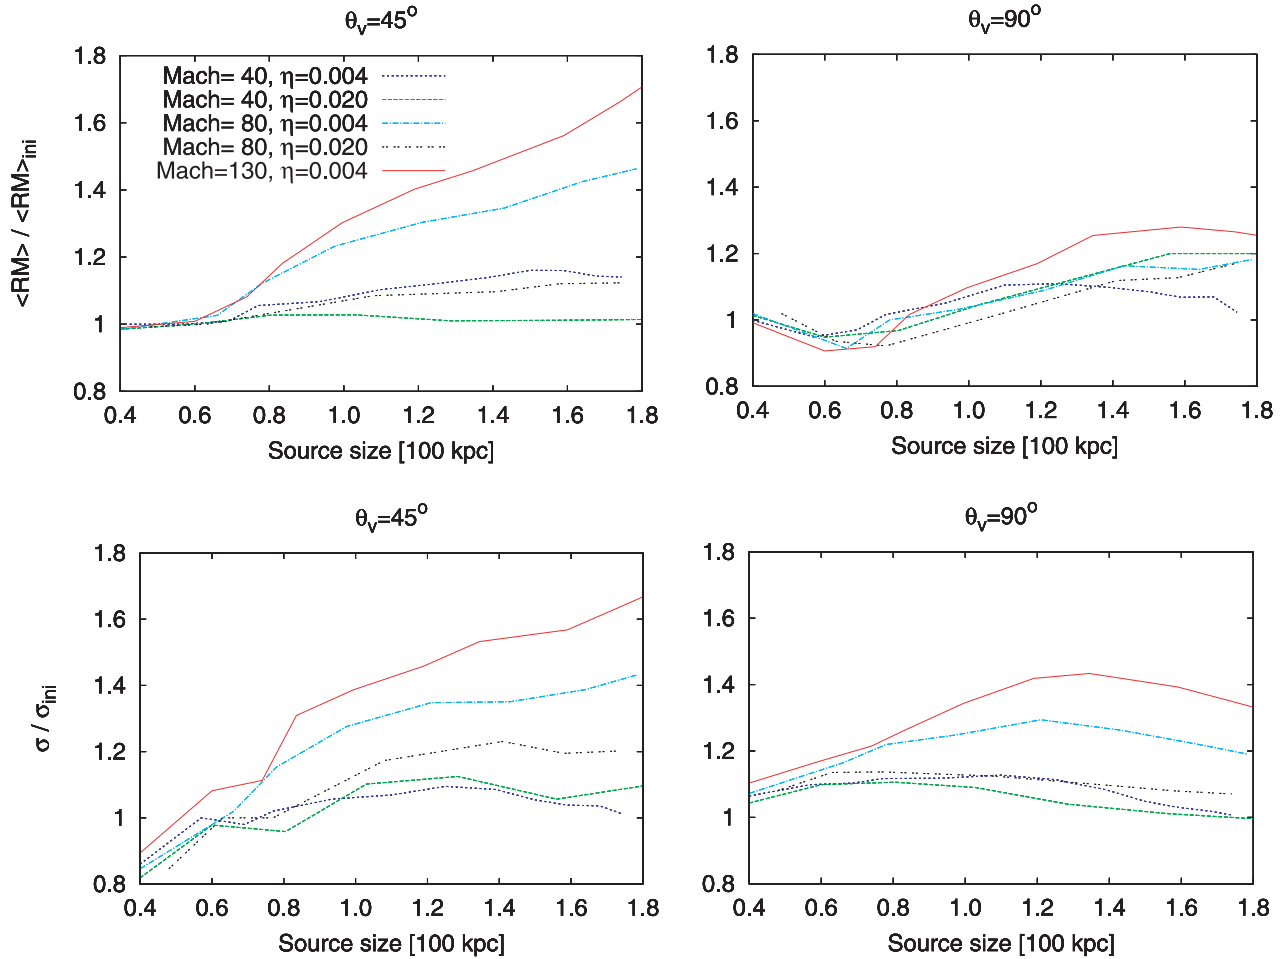 θv=45°
<RM> / <RM>ini
1.8
1.6
1.4
1.2
1
0.8
Mach= 40, η=0.004
Mach= 40, η=0.020
Mach= 80, η=0.004
Mach= 80, η=0.020
Mach=130, η=0.004
0.4 0.6 0.8 1.0 1.2 1.4 1.6 1.8
Source size [100 kpc]
θv=90°
1.8
1.6
1.4
1.2
1
0.8
0.4 0.6 0.8 1.0 1.2 1.4 1.6 1.8
Source size [100 kpc]
θv=45°
σ / σini
1.8
1.6
1.4
1.2
1
0.8
0.4 0.6 0.8 1.0 1.2 1.4 1.6 1.8
Source size [100 kpc]
θv=90°
1.8
1.6
1.4
1.2
1
0.8
0.4 0.6 0.8 1.0 1.2 1.4 1.6 1.8
Source size [100 kpc]